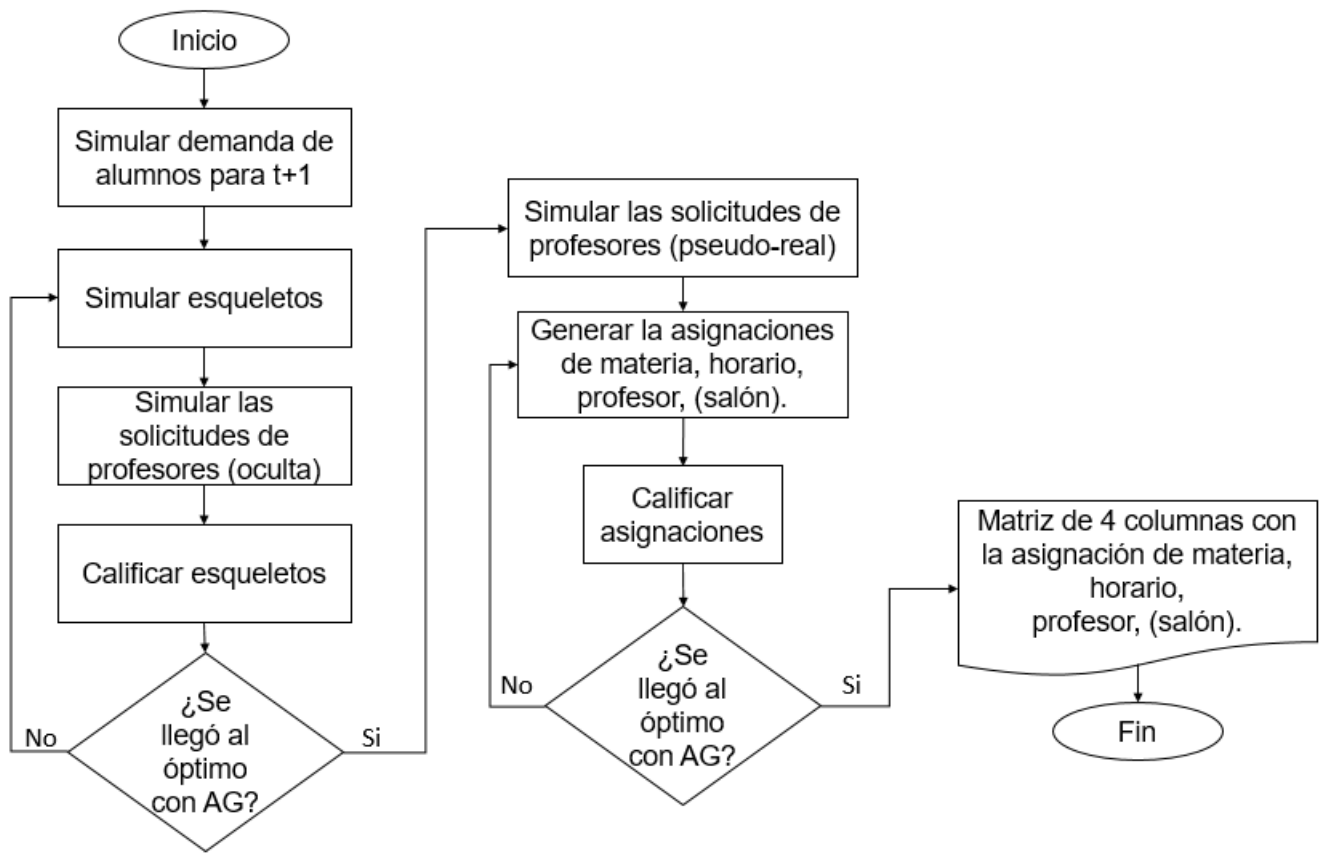 Inicio
Simular demanda de
alumnos para t+1
Simular esqueletos
Simular las
solicitudes de
profesores (oculta)
Calificar esqueletos
¿Se
llegó al
óptimo
con AG?
No
Si
Simular las solicitudes de
profesores (pseudo-real)
Generar la asignaciones
de materia, horario,
profesor, (salón).
Calificar
asignaciones
¿Se
llegó al
óptimo
con AG?
No
Si
Matriz de 4 columnas con
la asignación de materia,
horario,
profesor, (salón).
Fin